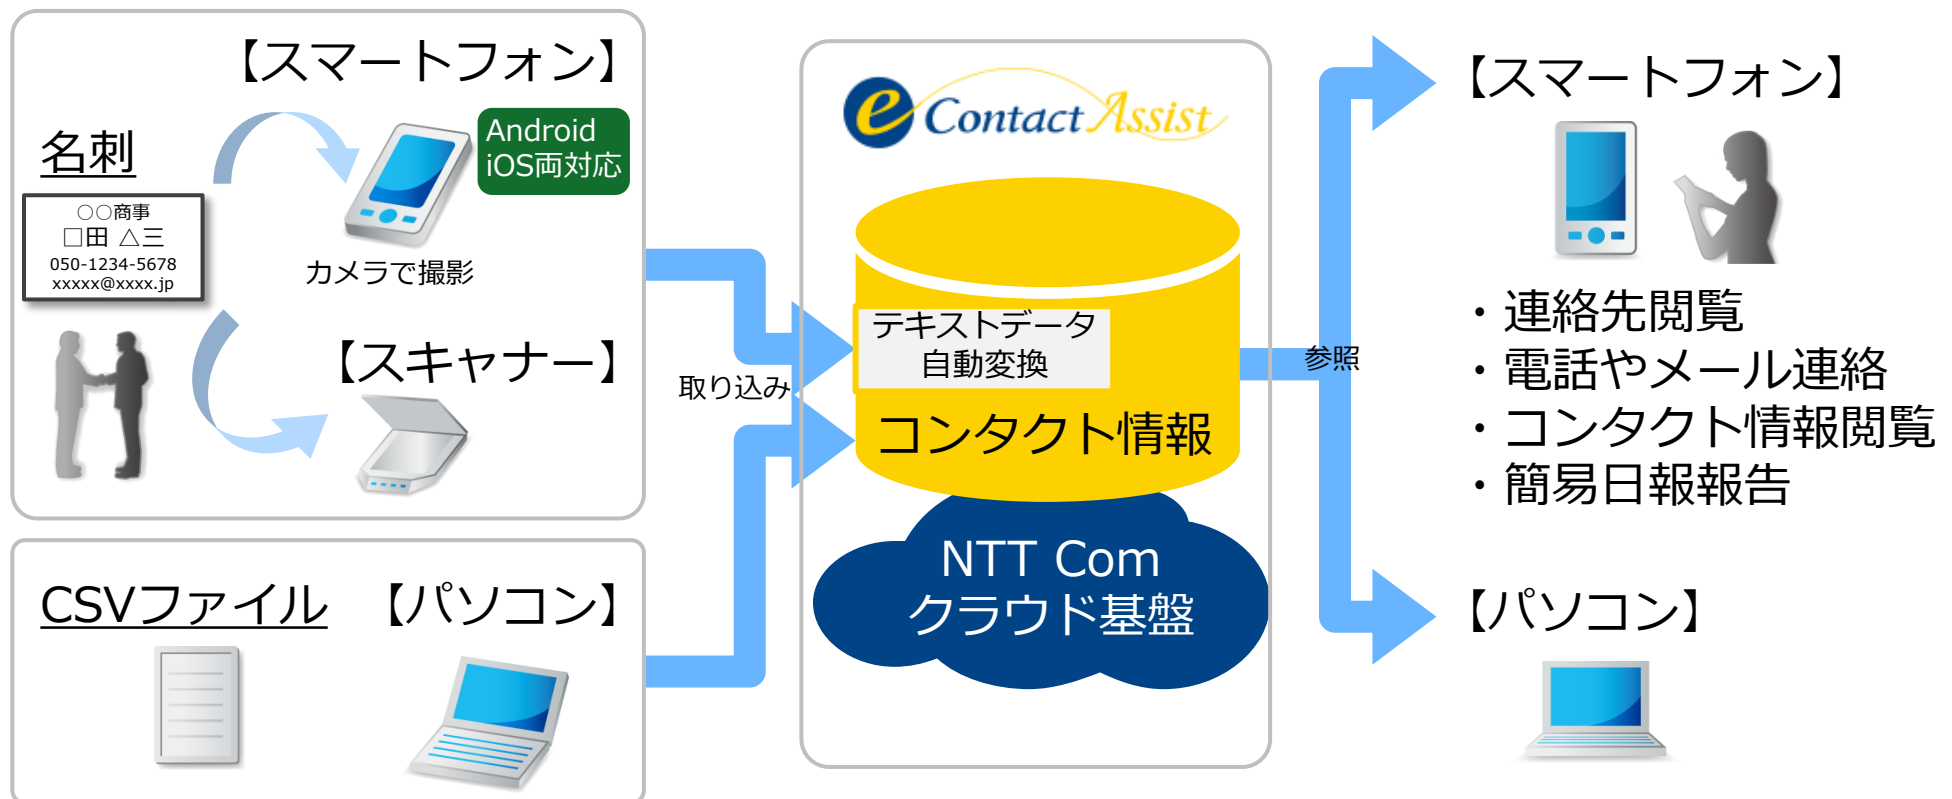 【スマートフォン】
名刺
Android
iOS両対応
○○商事
□田 △三
050-1234-5678
xxxxx@xxxx.jp
カメラで撮影
【スキャナー】
CSVファイル
【パソコン】
取り込み
e Contact Assist
テキストデータ
自動変換
コンタクト情報
NTT Com
クラウド基盤
参照
【スマートフォン】
・連絡先閲覧
・電話やメール連絡
・コンタクト情報閲覧
・簡易日報報告
【パソコン】